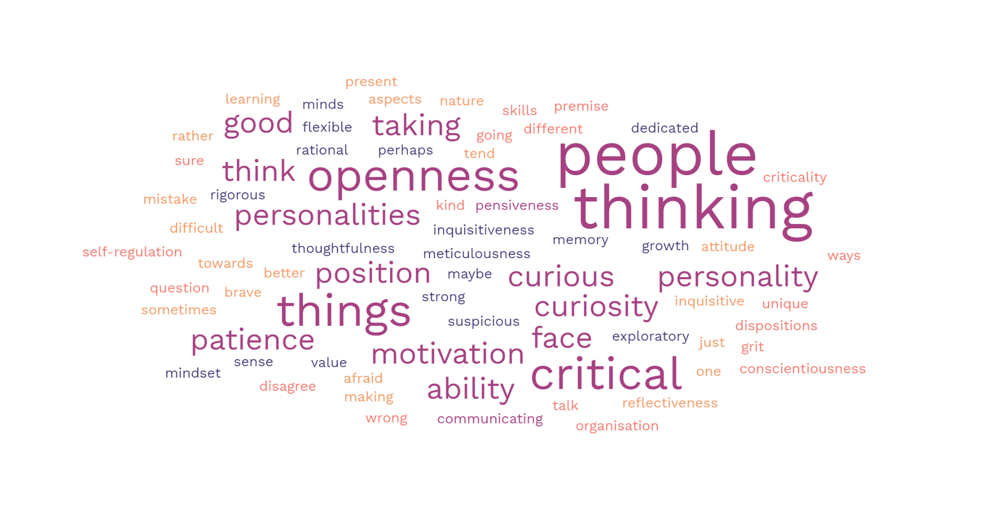 present
learning
minds
aspects
nature
skills
premise
good
flexible
taking
going
different
dedicated
rather
rational
perhaps
tend
people
sure
think
openness
criticality
mistake
rigorous
personalities
kind
pensiveness
thinking
difficult
inquisitiveness
memory
growth
attitude
self-regulation
thoughtfulness
meticulousness
ways
towards
better
position
maybe
curious
personality
question
brave
strong
sometimes
things
curiosity
inquisitive
unique
suspicious
dispositions
patience
motivation
face
exploratory
just
grit
mindset
sense
value
critical
one
conscientiousness
disagree
afraid
making
ability
talk
reflectiveness
wrong
communicating
organisation